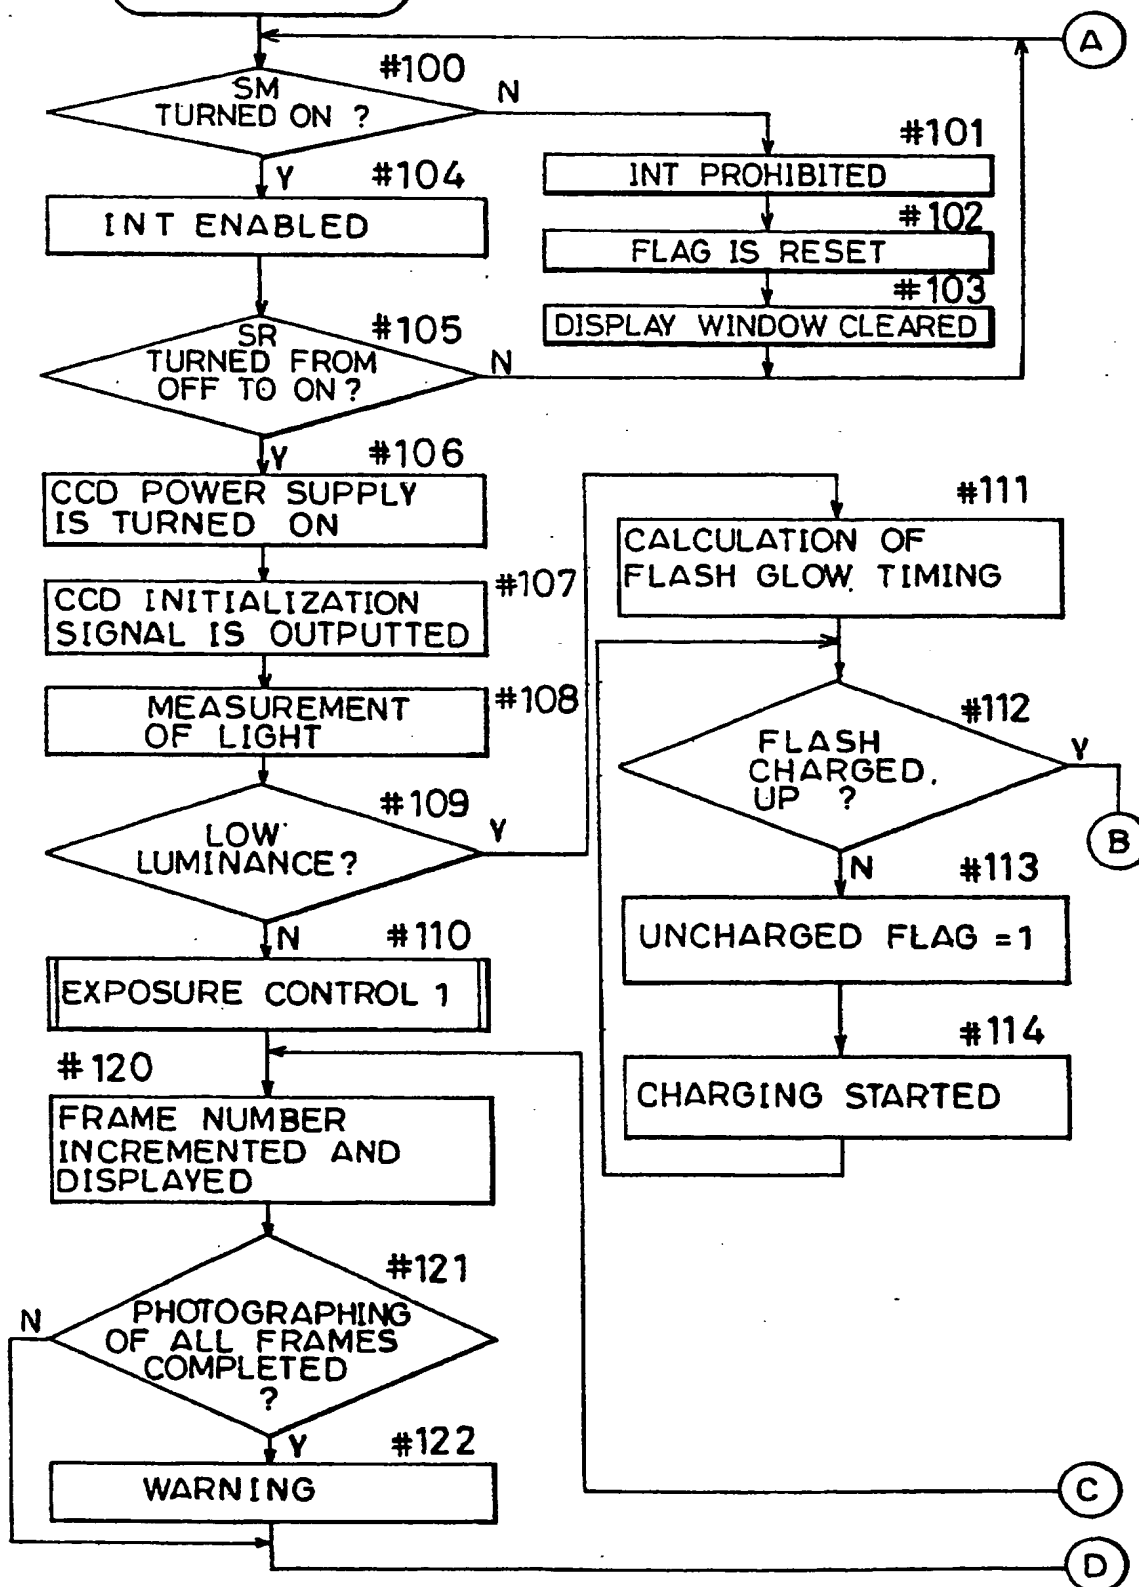 A
#100
SM
TURNED ON ?
N
Y
#101
INT PROHIBITED
#102
FLAG IS RESET
#103
DISPLAY WINDOW CLEARED
#104
INT ENABLED
#105
SR
TURNED FROM
OFF TO ON?
N
Y
#106
CCD POWER SUPPLY
IS TURNED ON
#107
CCD INITIALIZATION
SIGNAL IS OUTPUTTED
#108
MEASUREMENT
OF LIGHT
#109
LOW
LUMINANCE?
Y
N
#110
EXPOSURE CONTROL 1
#111
CALCULATION OF
FLASH GLOW TIMING
#112
FLASH
CHARGED
UP ?
Y
B
N
#113
UNCHARGED FLAG =1
#114
CHARGING STARTED
#120
FRAME NUMBER
INCREMENTED AND
DISPLAYED
#121
PHOTOGRAPHING
OF ALL FRAMES
COMPLETED
?
N
Y
#122
WARNING
C
D